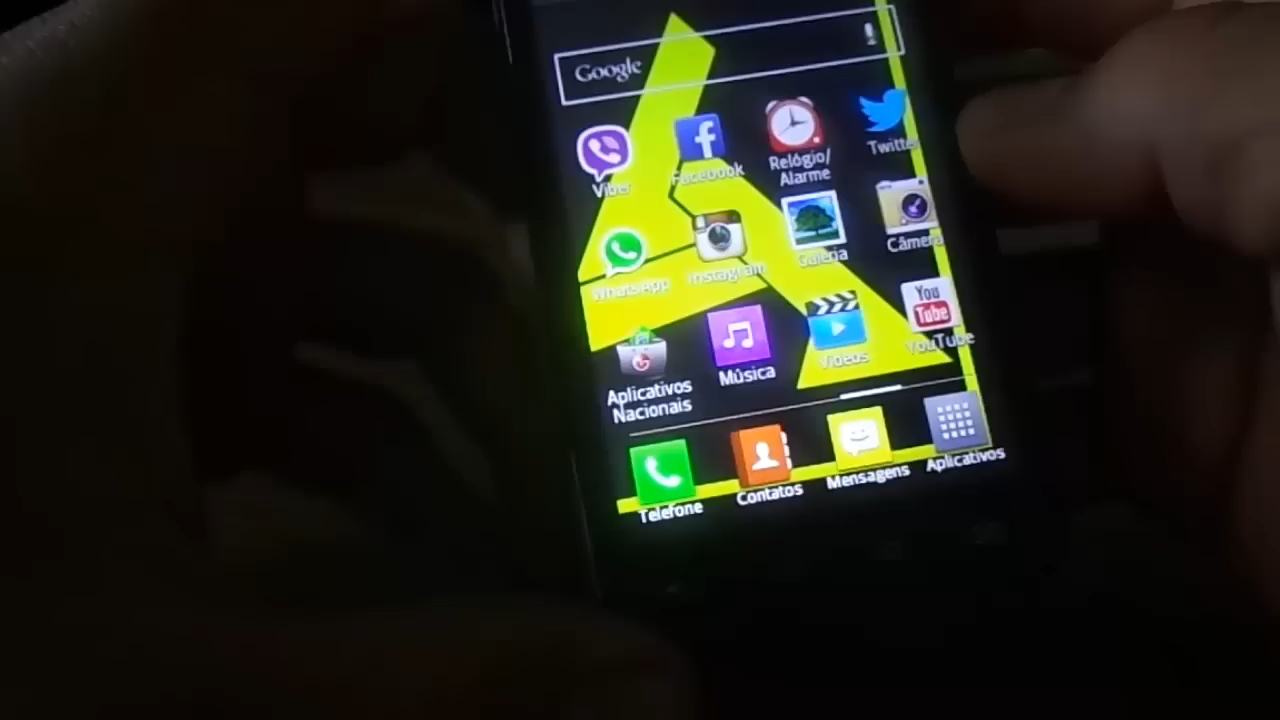 Google
Viber
Facebook
Relógio/
Alarme
Twitter
WhatsApp
Instagram
Galeria
Câmera
Aplicativos
Nacionais
Música
Vídeos
You
Tube
YouTube
Telefone
Contatos
Mensagens
Aplicativos